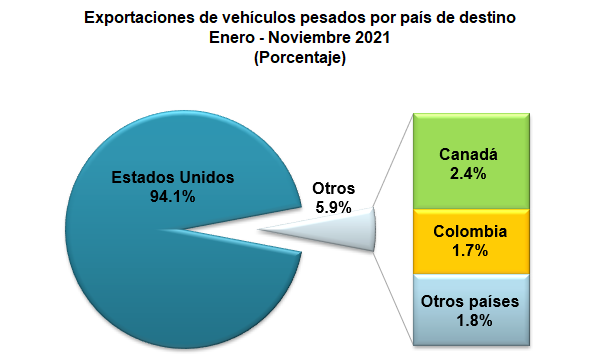 Exportaciones de vehículos pesados por país de destino
Enero - Noviembre 2021
(Porcentaje)
Estados Unidos
94.1%
Otros
5.9%
Canadá
2.4%
Colombia
1.7%
Otros países
1.8%